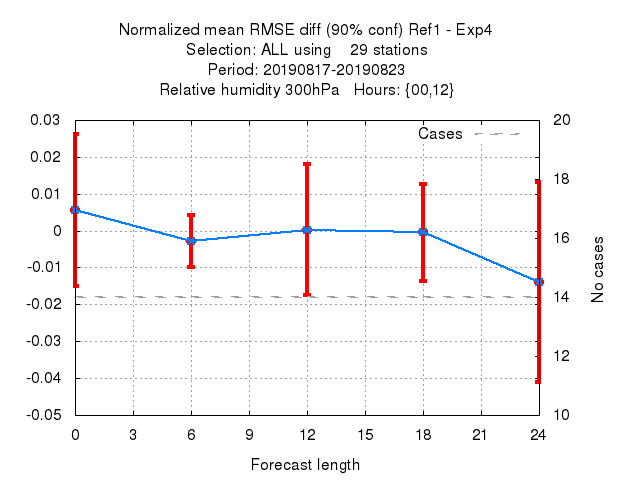 Normalized mean RMSE diff (90% conf) Ref1 - Exp4
Selection: ALL using    29 stations
Period: 20190817-20190823
Relative humidity 300hPa   Hours: {00,12}
Cases
0.03
0.02
0.01
0
-0.01
-0.02
-0.03
-0.04
-0.05
20
18
16
14
12
10
No cases
0 3 6 9 12 15 18 21 24
Forecast length